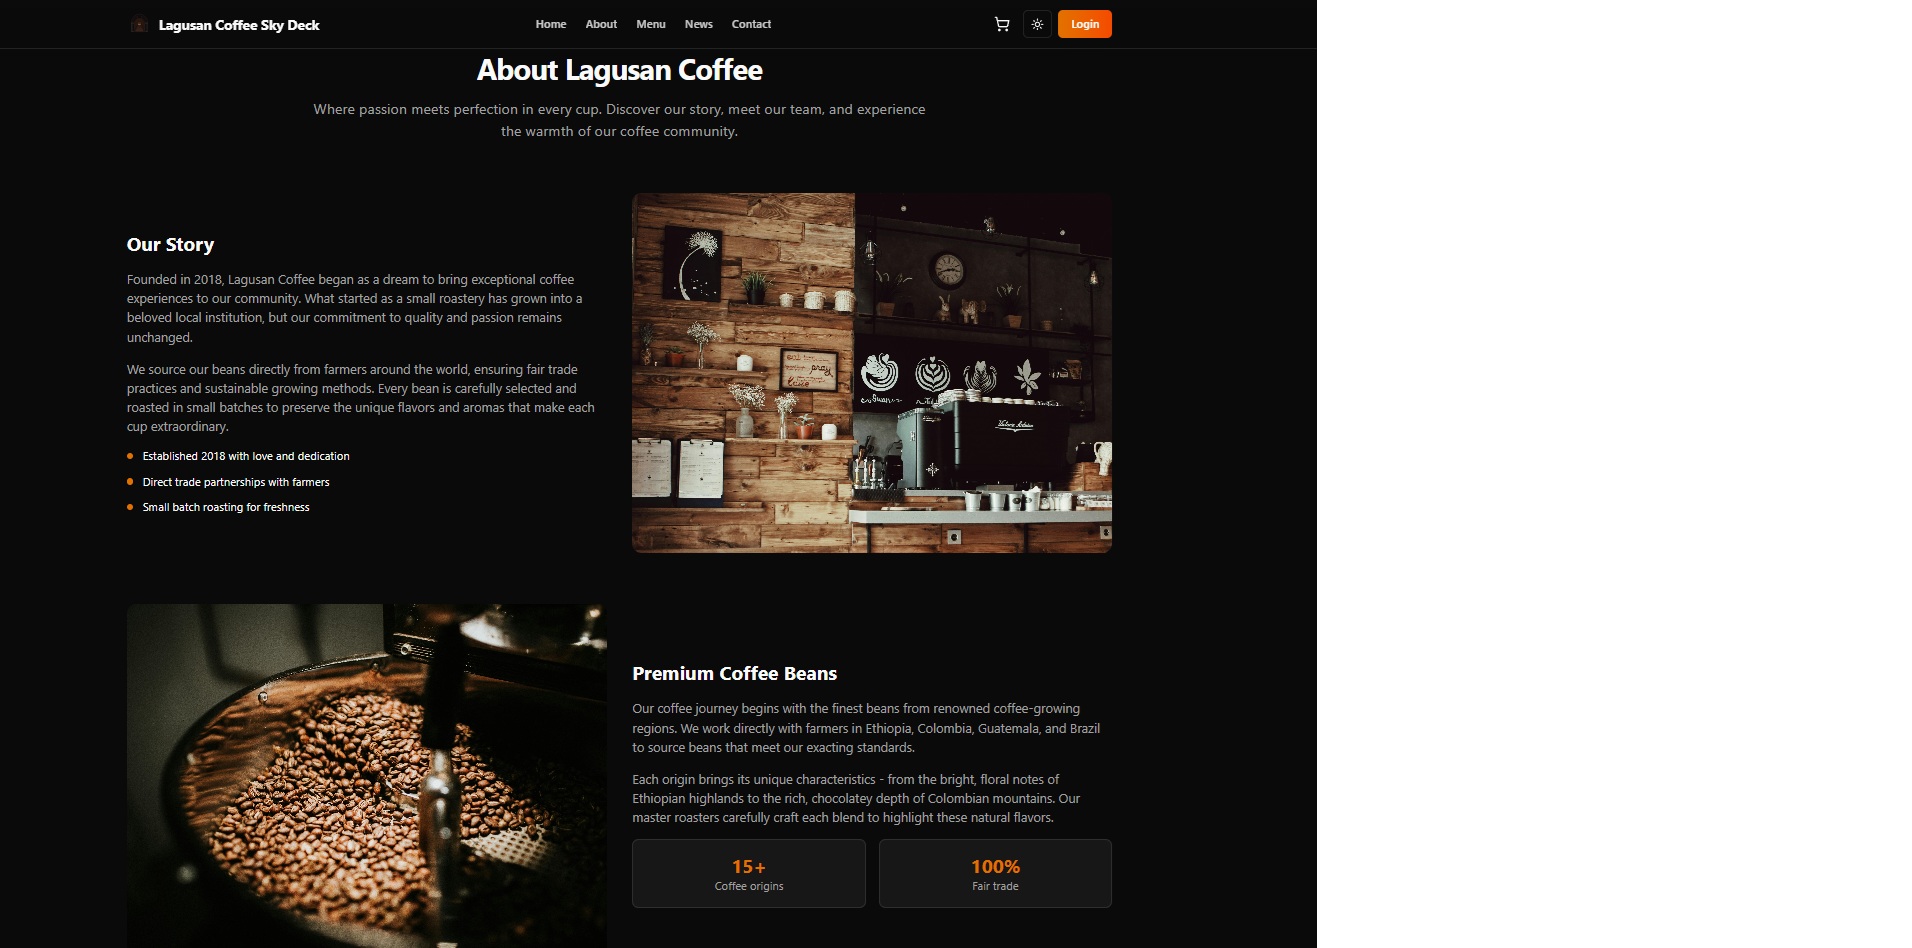 Lagusan Coffee Sky Deck
Home About Menu News Contact
Login
About Lagusan Coffee
Where passion meets perfection in every cup. Discover our story, meet our team, and experience
the warmth of our coffee community.
Our Story
Founded in 2018, Lagusan Coffee began as a dream to bring exceptional coffee
experiences to our community. What started as a small roastery has grown into a
beloved local institution, but our commitment to quality and passion remains
unchanged.
We source our beans directly from farmers around the world, ensuring fair trade
practices and sustainable growing methods. Every bean is carefully selected and
roasted in small batches to preserve the unique flavors and aromas that make each
cup extraordinary.
Established 2018 with love and dedication
Direct trade partnerships with farmers
Small batch roasting for freshness
pray
Premium Coffee Beans
Our coffee journey begins with the finest beans from renowned coffee-growing
regions. We work directly with farmers in Ethiopia, Colombia, Guatemala, and Brazil
to source beans that meet our exacting standards.
Each origin brings its unique characteristics - from the bright, floral notes of
Ethiopian highlands to the rich, chocolatey depth of Colombian mountains. Our
master roasters carefully craft each blend to highlight these natural flavors.
15+
Coffee origins
100%
Fair trade